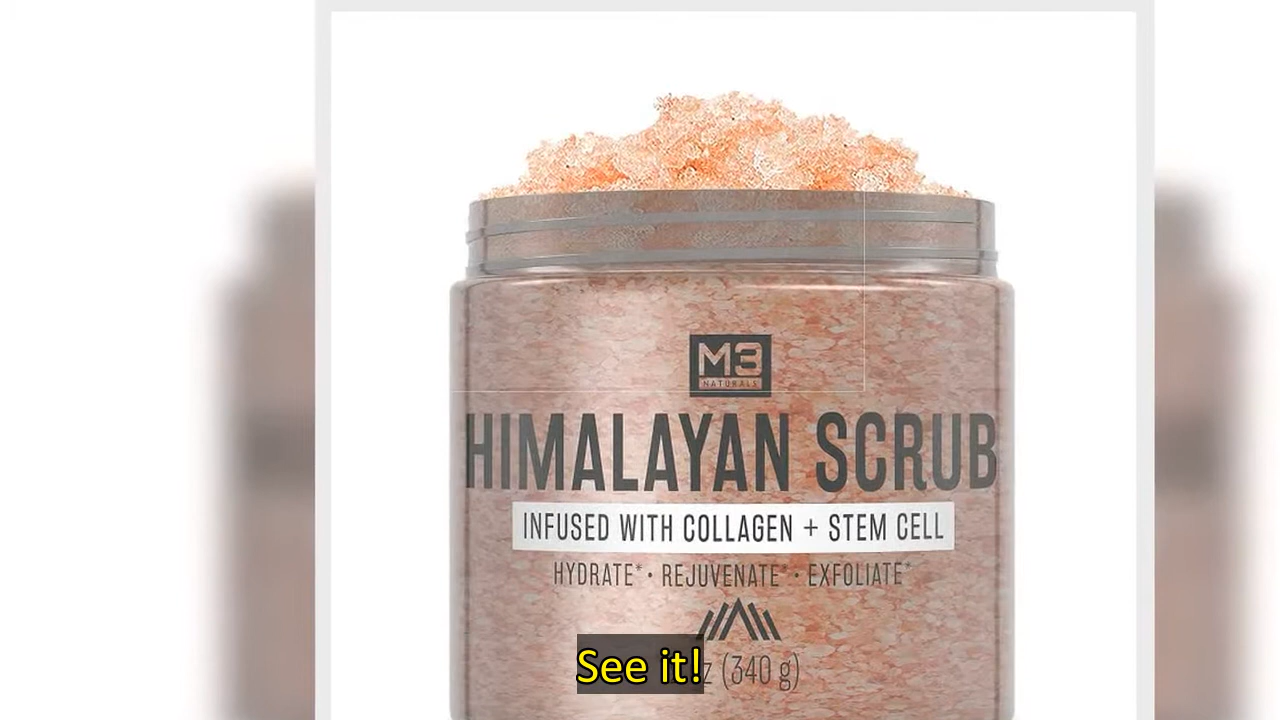 M3
NATURALS
HIMALAYAN SCRUB
INFUSED WITH COLLAGEN + STEM CELL
HYDRATE* · REJUVENATE* · EXFOLIATE*
See it!
(340 g)